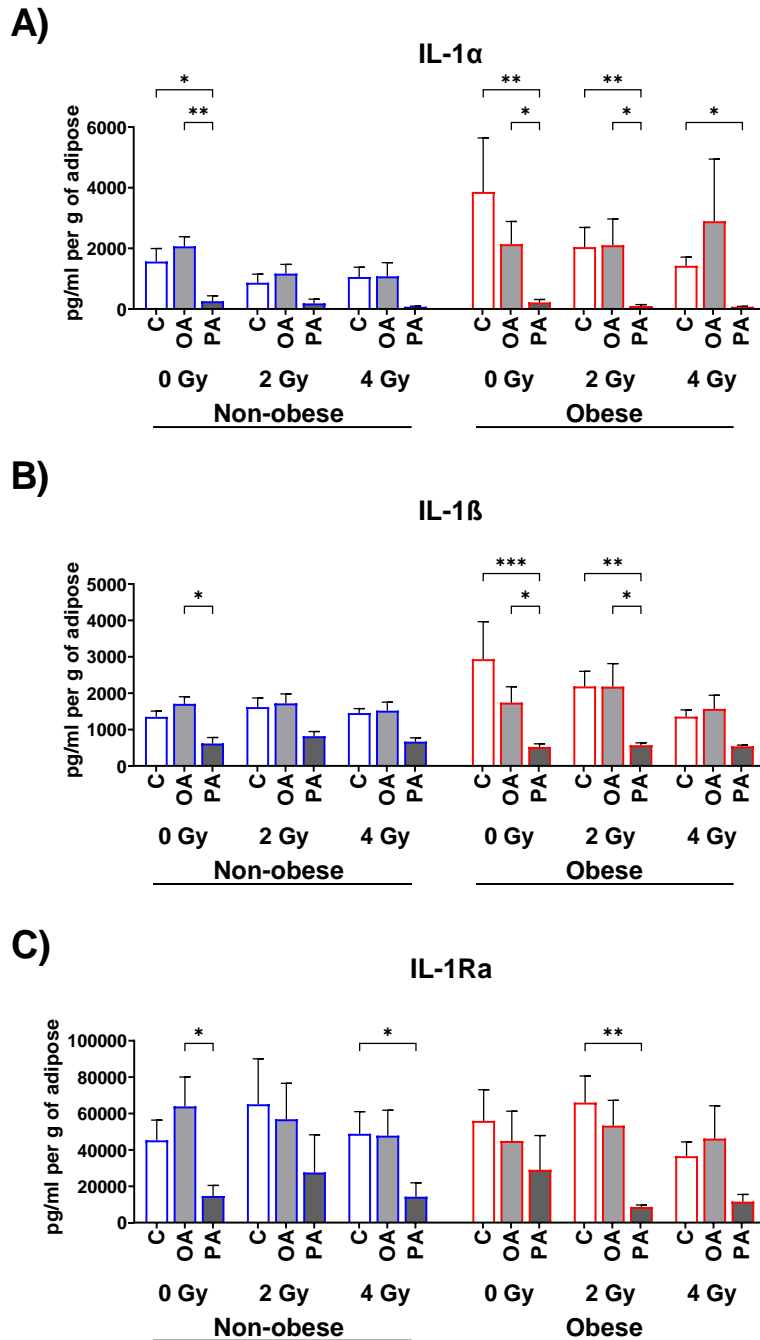 A)
IL-1α
* ** ** *
** * *
pg/ml per g of adipose
6000
4000
2000
0
C OA PA C OA PA C OA PA C OA PA C OA PA C OA PA
0 Gy 2 Gy 4 Gy 0 Gy 2 Gy 4 Gy
Non-obese Obese
B)
IL-1ß
*** **
* * *
pg/ml per g of adipose
5000
4000
3000
2000
1000
0
C OA PA C OA PA C OA PA C OA PA C OA PA C OA PA
0 Gy 2 Gy 4 Gy 0 Gy 2 Gy 4 Gy
Non-obese Obese
C)
IL-1Ra
* * **
pg/ml per g of adipose
100000
80000
60000
40000
20000
0
C OA PA C OA PA C OA PA C OA PA C OA PA C OA PA
0 Gy 2 Gy 4 Gy 0 Gy 2 Gy 4 Gy
Non-obese Obese